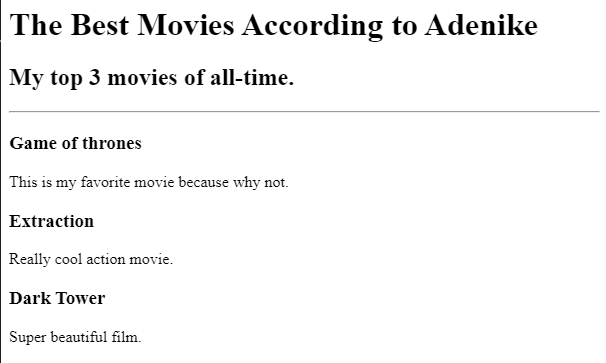 The Best Movies According to Adenike
My top 3 movies of all-time.
Game of thrones
This is my favorite movie because why not.
Extraction
Really cool action movie.
Dark Tower
Super beautiful film.